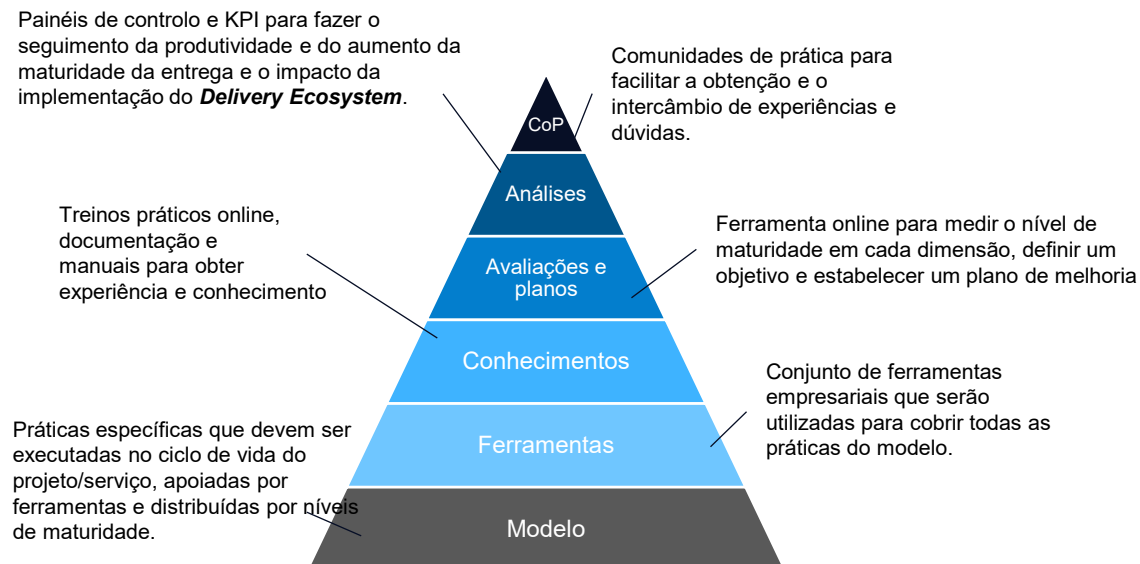 Painéis de controlo e KPI para fazer o
seguimento da produtividade e do aumento da
maturidade da entrega e o impacto da
implementação do Delivery Ecosystem.
Comunidades de prática para
facilitar a obtenção e o
intercâmbio de experiências e
dúvidas.
CoP
Análises
Treinos práticos online,
documentação e
manuais para obter
experiência e conhecimento
Ferramenta online para medir o nível de
maturidade em cada dimensão, definir um
objetivo e estabelecer um plano de melhoria
Avaliações e
planos
Conhecimentos
Conjunto de ferramentas
empresariais que serão
utilizadas para cobrir todas as
práticas do modelo.
Ferramentas
Práticas específicas que devem ser
executadas no ciclo de vida do
projeto/serviço, apoiadas por
ferramentas e distribuídas por níveis
de maturidade.
Modelo